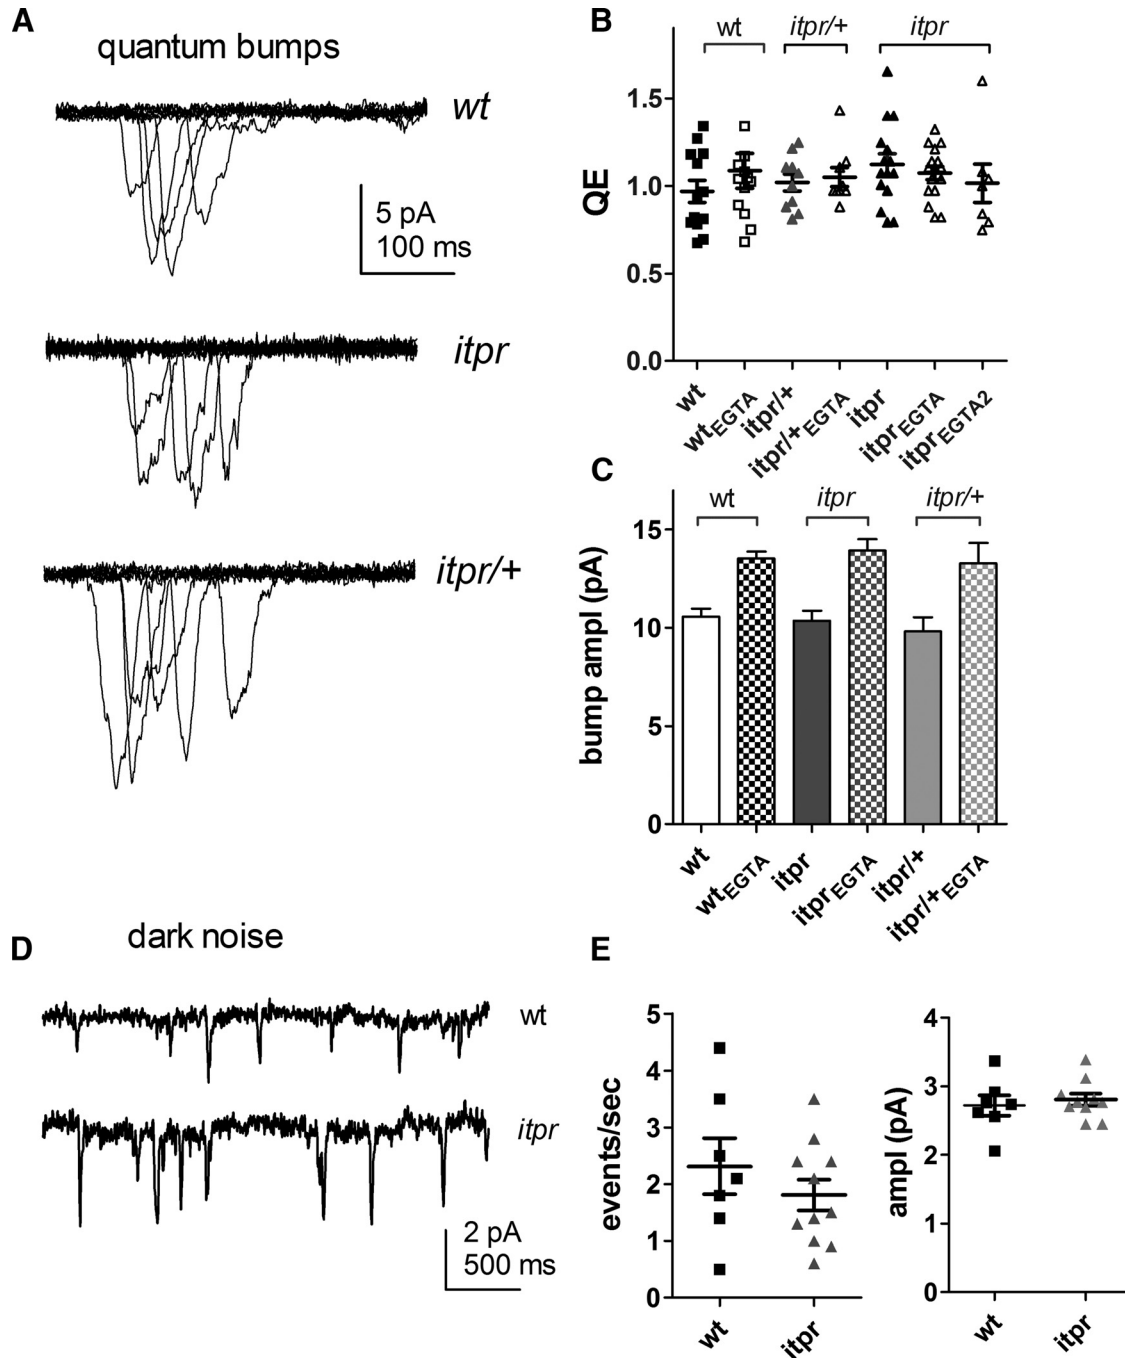 A
quantum bumps
wt
5 pA
100 ms
itpr
itpr/+
B
wt
itpr/+
itpr
QE
1.5
1.0
0.5
0.0
wt
wtEGTA
itpr/+
itpr/+EGTA
itpr
itprEGTA
itprEGTA2
C
wt
itpr
itpr/+
bump ampl (pA)
15
10
5
0
wt
wtEGTA
itpr
itprEGTA
itpr/+
itpr/+EGTA
D
dark noise
wt
itpr
2 pA
500 ms
E
events/sec
5
4
3
2
1
0
wt
itpr
ampl (pA)
4
3
2
1
0
wt
itpr